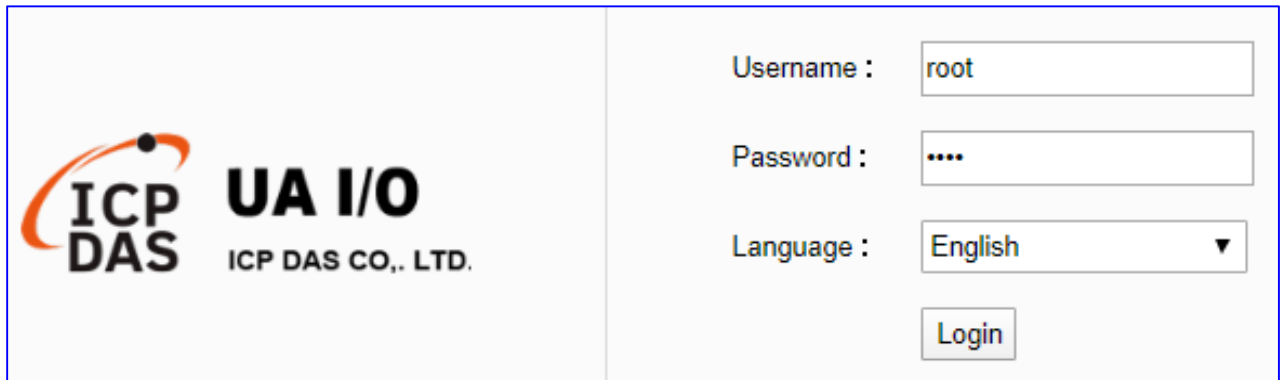 ICP
DAS
UA I/O
ICP DAS CO,. LTD.
Username :
root
Password :
••••
Language :
English
Login